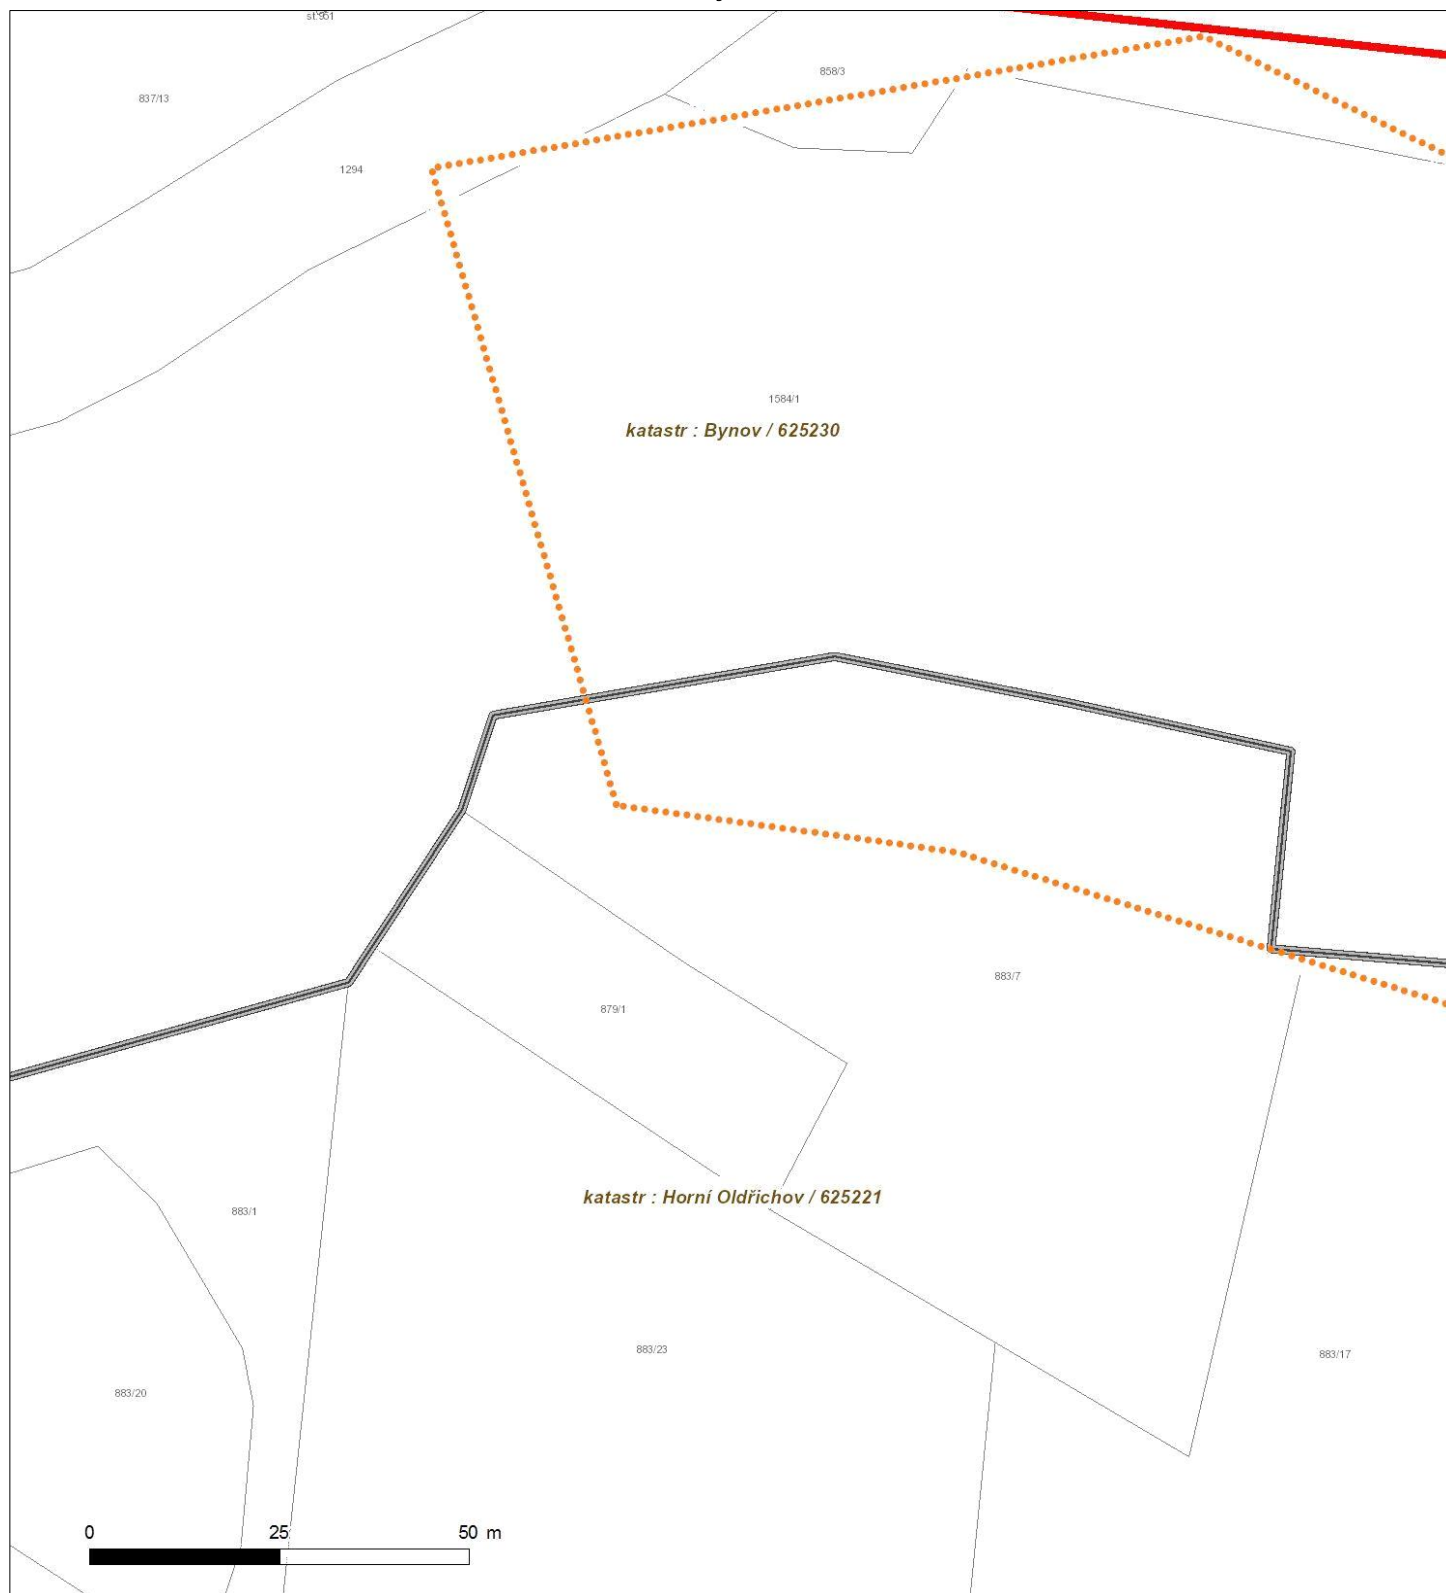 st.951
858/3
837/13
1294
1584/1
katastr : Bynov / 625230
883/7
879/1
katastr : Horní Oldřichov / 625221
883/1
883/23
883/17
883/20
0 25 50 m